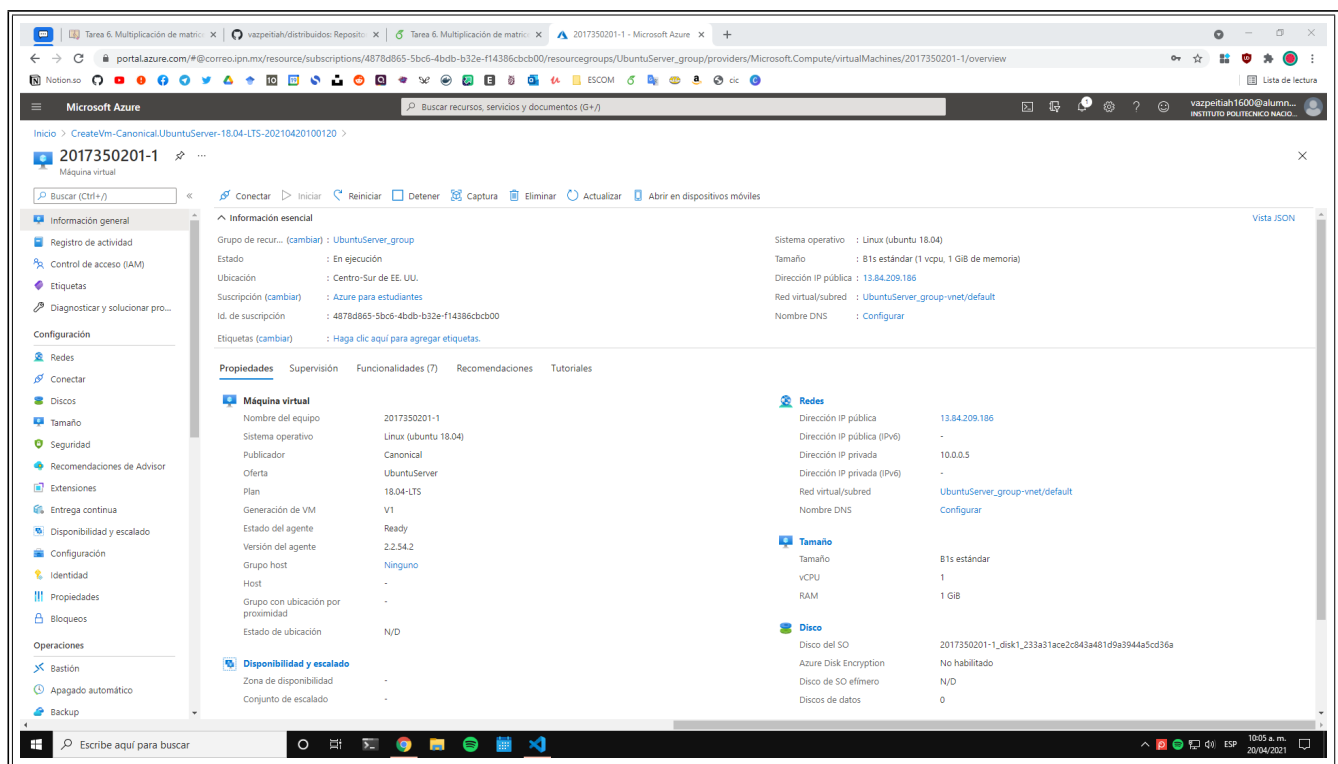 Tarea 6. Multiplicación de matric
vazpeitiah/distribuidos: Reposito
Tarea 6. Multiplicación de matric
2017350201-1 - Microsoft Azure
portal.azure.com/#@correo.ipn.mx/resource/subscriptions/4878d865-5bc6-4bdb-b32e-f14386cbcb00/resourcegroups/UbuntuServer_group/providers/Microsoft.Compute/virtualMachines/2017350201-1/overview
Notion.so
ESCOM
cic
Lista de lectura
Microsoft Azure
Buscar recursos, servicios y documentos (G+/)
vazpeitiah1600@alumn...
INSTITUTO POLITECNICO NACIO...
Inicio > CreateVm-Canonical.UbuntuServer-18.04-LTS-20210420100120 >
2017350201-1
Máquina virtual
Buscar (Ctrl+/)
Conectar Iniciar Reiniciar Detener Captura Eliminar Actualizar Abrir en dispositivos móviles
Información general
Registro de actividad
Control de acceso (IAM)
Etiquetas
Diagnosticar y solucionar pro...
Configuración
Redes
Conectar
Discos
Tamaño
Seguridad
Recomendaciones de Advisor
Extensiones
Entrega continua
Disponibilidad y escalado
Configuración
Identidad
Propiedades
Bloqueos
Operaciones
Bastión
Apagado automático
Backup
Información esencial
Vista JSON
Grupo de recur... (cambiar) : UbuntuServer_group
Estado : En ejecución
Ubicación : Centro-Sur de EE. UU.
Suscripción (cambiar) : Azure para estudiantes
Id. de suscripción : 4878d865-5bc6-4bdb-b32e-f14386cbcb00
Etiquetas (cambiar) : Haga clic aquí para agregar etiquetas.
Sistema operativo : Linux (ubuntu 18.04)
Tamaño : B1s estándar (1 vcpu, 1 GiB de memoria)
Dirección IP pública : 13.84.209.186
Red virtual/subred : UbuntuServer_group-vnet/default
Nombre DNS : Configurar
Propiedades Supervisión Funcionalidades (7) Recomendaciones Tutoriales
Máquina virtual
Nombre del equipo 2017350201-1
Sistema operativo Linux (ubuntu 18.04)
Publicador Canonical
Oferta UbuntuServer
Plan 18.04-LTS
Generación de VM V1
Estado del agente Ready
Versión del agente 2.2.54.2
Grupo host Ninguno
Host -
Grupo con ubicación por
proximidad -
Estado de ubicación N/D
Disponibilidad y escalado
Zona de disponibilidad -
Conjunto de escalado -
Redes
Dirección IP pública 13.84.209.186
Dirección IP pública (IPv6) -
Dirección IP privada 10.0.0.5
Dirección IP privada (IPv6) -
Red virtual/subred UbuntuServer_group-vnet/default
Nombre DNS Configurar
Tamaño
Tamaño B1s estándar
vCPU 1
RAM 1 GiB
Disco
Disco del SO 2017350201-1_disk1_233a31ace2c843a481d9a3944a5cd36a
Azure Disk Encryption No habilitado
Disco de SO efímero N/D
Discos de datos 0
Escribe aquí para buscar
ESP
10:05 a. m.
20/04/2021